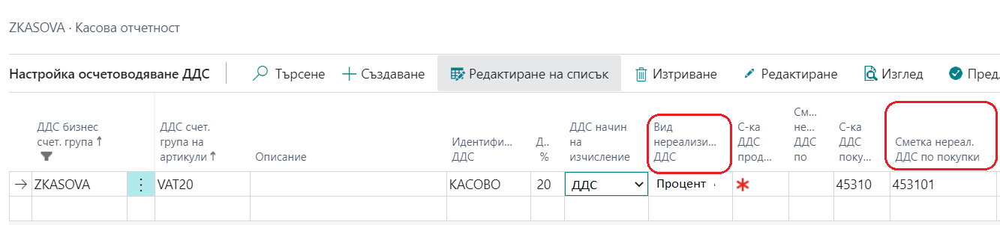 ZKASOVA · Касова отчетност
Настройка осчетоводяване ДДС Търсене Създаване Редактиране на списък Изтриване Редактиране Изглед Пред.
ДДС бизнес
счет. група ↑
ДДС счет.
група на
артикули ↑
Описание
Идентифи...
ДДС
Д..
%
ДДС начин
на
изчисление
Вид
нереализи...
ДДС
С-ка
ДДС
прод...
См...
не...
ДДС
по
С-ка
ДДС
поку...
Сметка нереал.
ДДС по покупки
ZKASOVA VAT20 КАСОВО 20 ДДС Процент 45310 453101